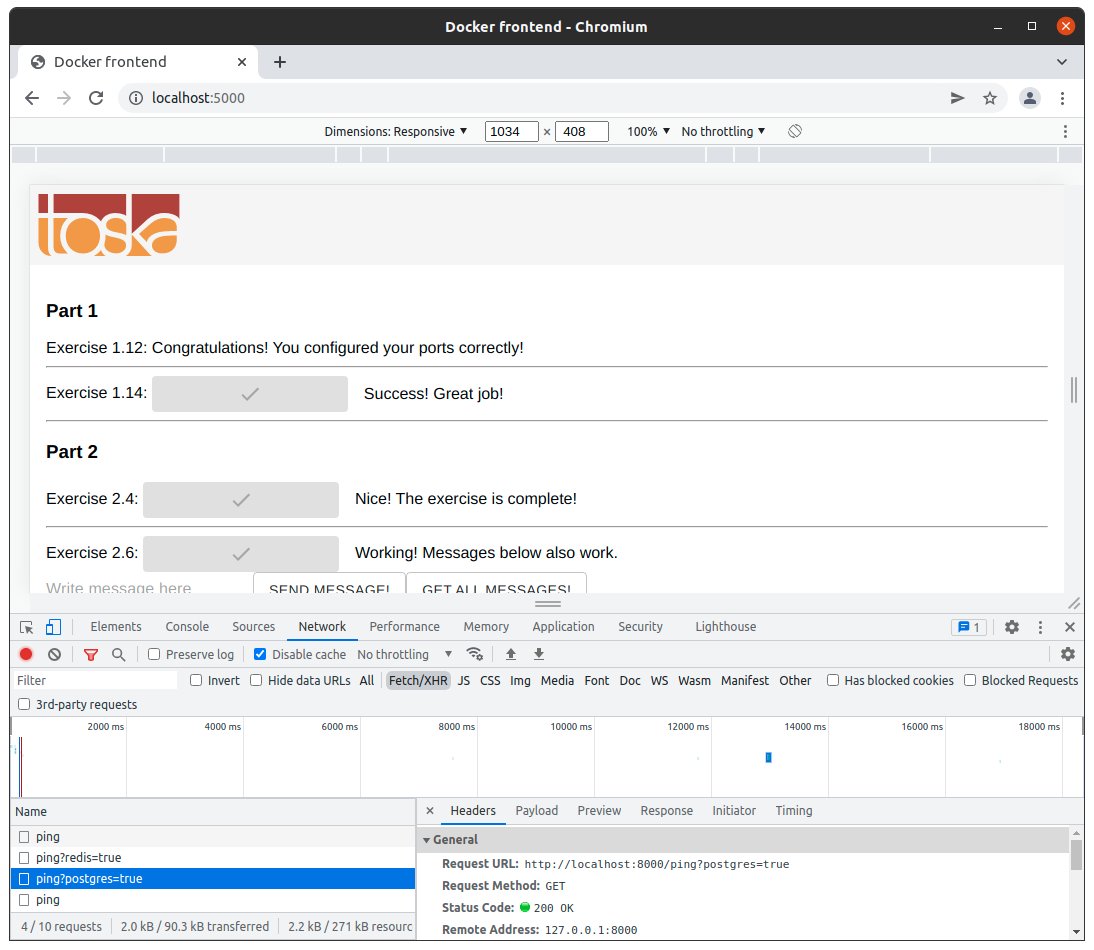 Docker frontend - Chromium
Docker frontend
localhost:5000
Dimensions: Responsive 1034 × 408 100% No throttling
toska
Part 1
Exercise 1.12: Congratulations! You configured your ports correctly!
Exercise 1.14: Success! Great job!
Part 2
Exercise 2.4: Nice! The exercise is complete!
Exercise 2.6: Working! Messages below also work.
Write message here SEND MESSAGE! GET ALL MESSAGES!
Elements Console Sources Network Performance Memory Application Security Lighthouse 1
Preserve log Disable cache No throttling
Filter Invert Hide data URLs All Fetch/XHR JS CSS Img Media Font Doc WS Wasm Manifest Other Has blocked cookies Blocked Requests
3rd-party requests
2000 ms 4000 ms 6000 ms 8000 ms 10000 ms 12000 ms 14000 ms 16000 ms 18000 ms
Name
ping
ping?redis=true
ping?postgres=true
ping
4 / 10 requests 2.0 kB / 90.3 kB transferred 2.2 kB / 271 kB resourc
Headers Payload Preview Response Initiator Timing
General
Request URL: http://localhost:8000/ping?postgres=true
Request Method: GET
Status Code: 200 OK
Remote Address: 127.0.0.1:8000